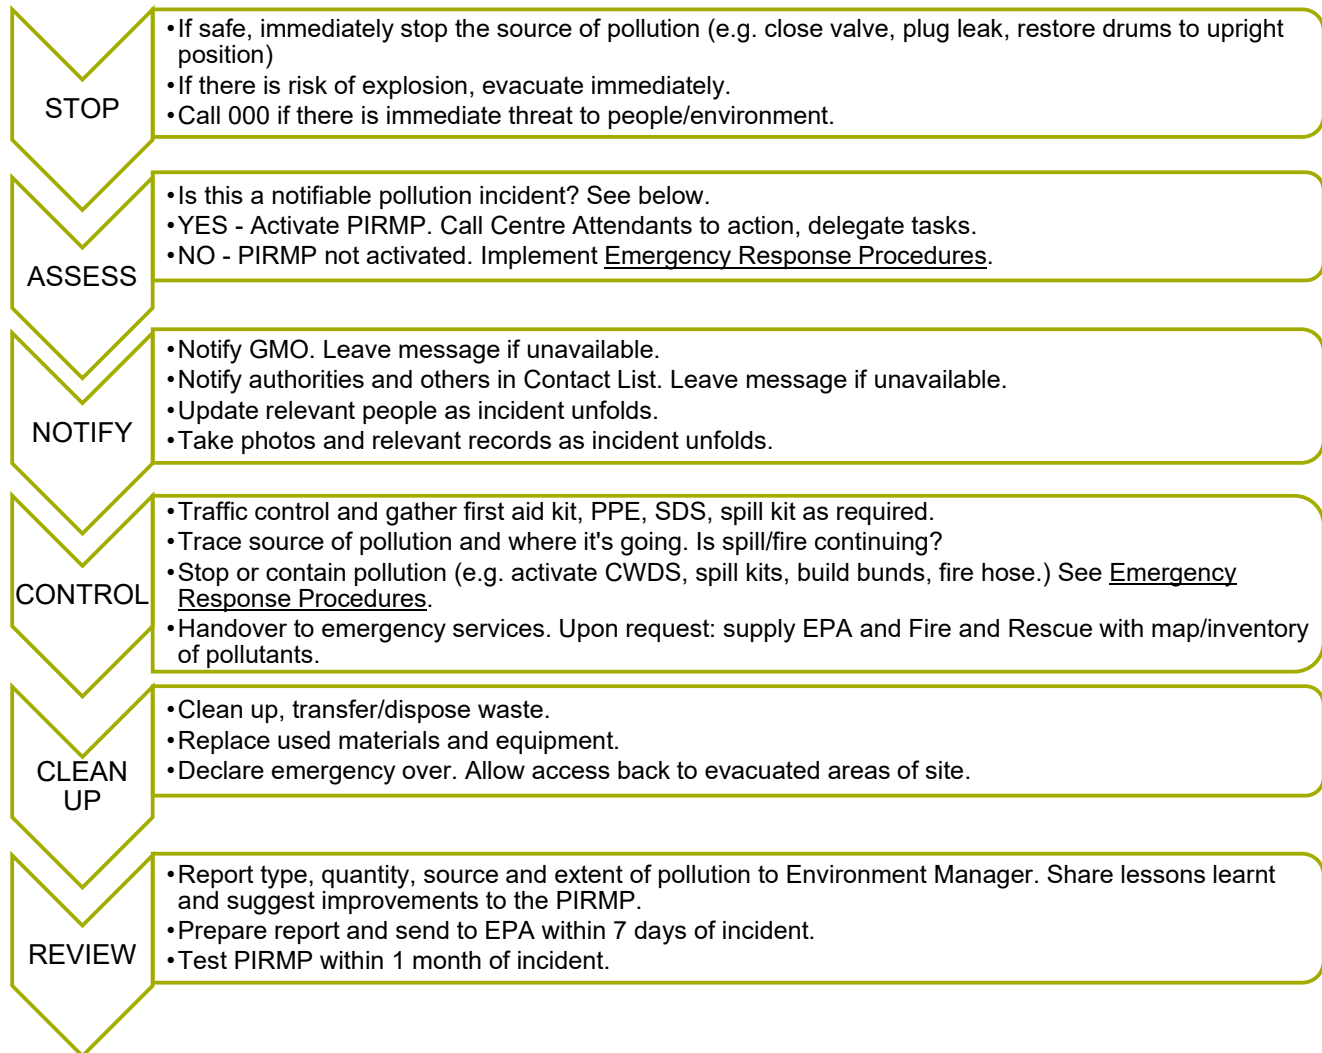 STOP
•If safe, immediately stop the source of pollution (e.g. close valve, plug leak, restore drums to upright
position)
•If there is risk of explosion, evacuate immediately.
•Call 000 if there is immediate threat to people/environment.
ASSESS
•Is this a notifiable pollution incident? See below.
•YES - Activate PIRMP. Call Centre Attendants to action, delegate tasks.
•NO - PIRMP not activated. Implement Emergency Response Procedures.
NOTIFY
•Notify GMO. Leave message if unavailable.
•Notify authorities and others in Contact List. Leave message if unavailable.
•Update relevant people as incident unfolds.
•Take photos and relevant records as incident unfolds.
CONTROL
•Traffic control and gather first aid kit, PPE, SDS, spill kit as required.
•Trace source of pollution and where it's going. Is spill/fire continuing?
•Stop or contain pollution (e.g. activate CWDS, spill kits, build bunds, fire hose.) See Emergency
Response Procedures.
•Handover to emergency services. Upon request: supply EPA and Fire and Rescue with map/inventory
of pollutants.
CLEAN
UP
•Clean up, transfer/dispose waste.
•Replace used materials and equipment.
•Declare emergency over. Allow access back to evacuated areas of site.
REVIEW
•Report type, quantity, source and extent of pollution to Environment Manager. Share lessons learnt
and suggest improvements to the PIRMP.
•Prepare report and send to EPA within 7 days of incident.
•Test PIRMP within 1 month of incident.